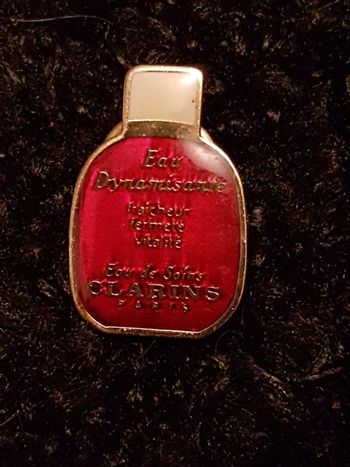 Eau
Dynamisante
fraîcheur
fermeté
vitalité
Eau de Soins
CLARINS
PARIS